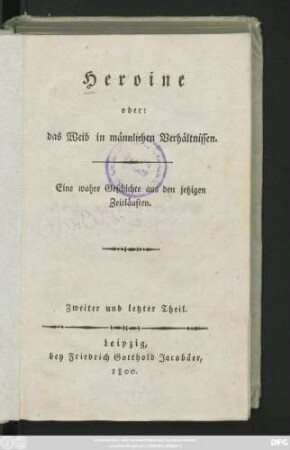 Heroine
oder:
das Weib in männlichen Verhältnissen.
Eine wahre Geschichte aus den jetzigen
Zeitläuften.
Zweiter und letzter Theil.
Leipzig,
bey Friedrich Gotthold Jacobäer,
1800.
DFG